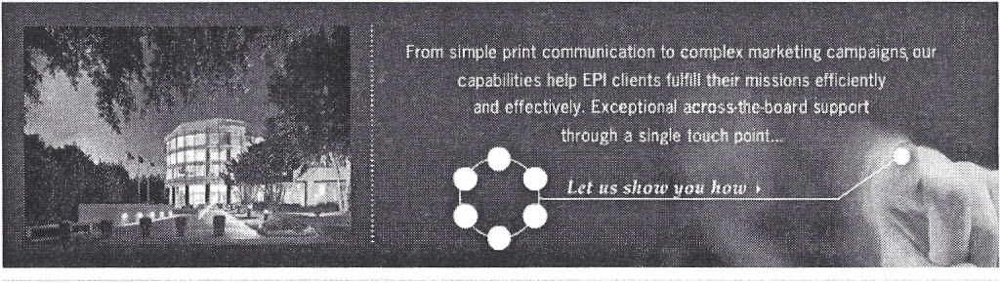 From simple print communication to complex marketing campaigns, our
capabilities help EPI clients fulfill their missions efficiently
and effectively. Exceptional across-the-board support
through a single touch point...
Let us show you how ›